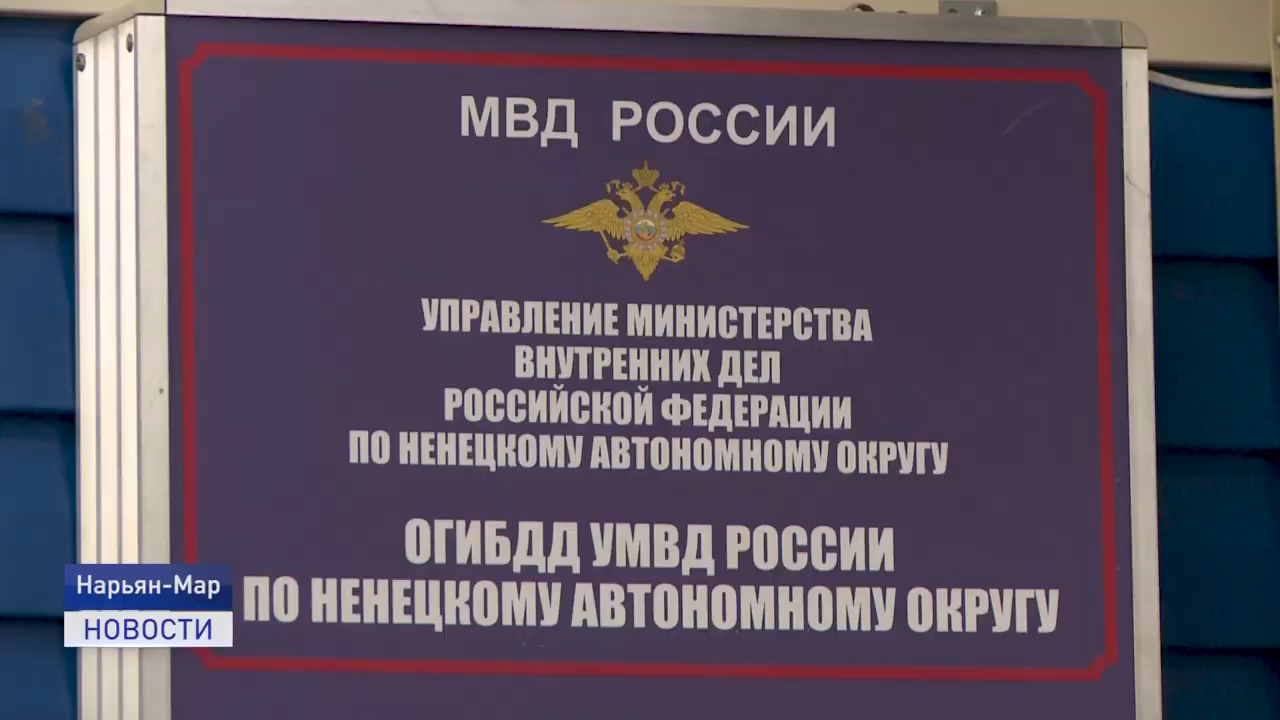 МВД РОССИИ
УПРАВЛЕНИЕ МИНИСТЕРСТВА
ВНУТРЕННИХ ДЕЛ
РОССИЙСКОЙ ФЕДЕРАЦИИ
ПО НЕНЕЦКОМУ АВТОНОМНОМУ ОКРУГУ
ОГИБДД УМВД РОССИИ
ПО НЕНЕЦКОМУ АВТОНОМНОМУ ОКРУГУ
Нарьян-Мар
НОВОСТИ